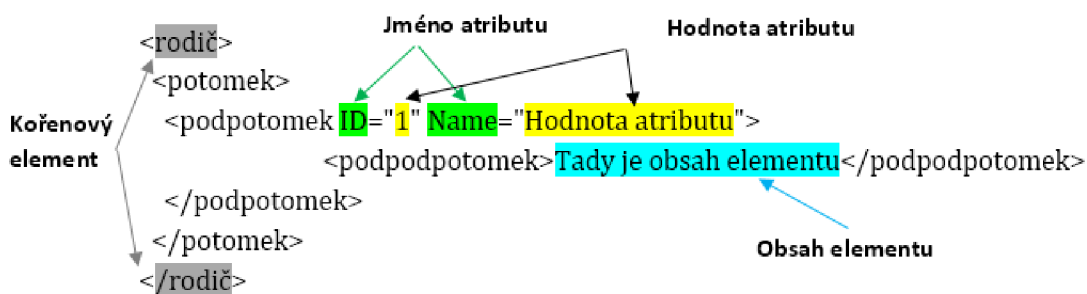 Jméno atributu
Hodnota atributu
<rodič>
<potomek>
<podpotomek ID="1" Name="Hodnota atributu">
Kořenový
element
<podpodpotomek>Tady je obsah elementu</podpodpotomek>
</podpotomek>
</potomek>
Obsah elementu
</rodič>